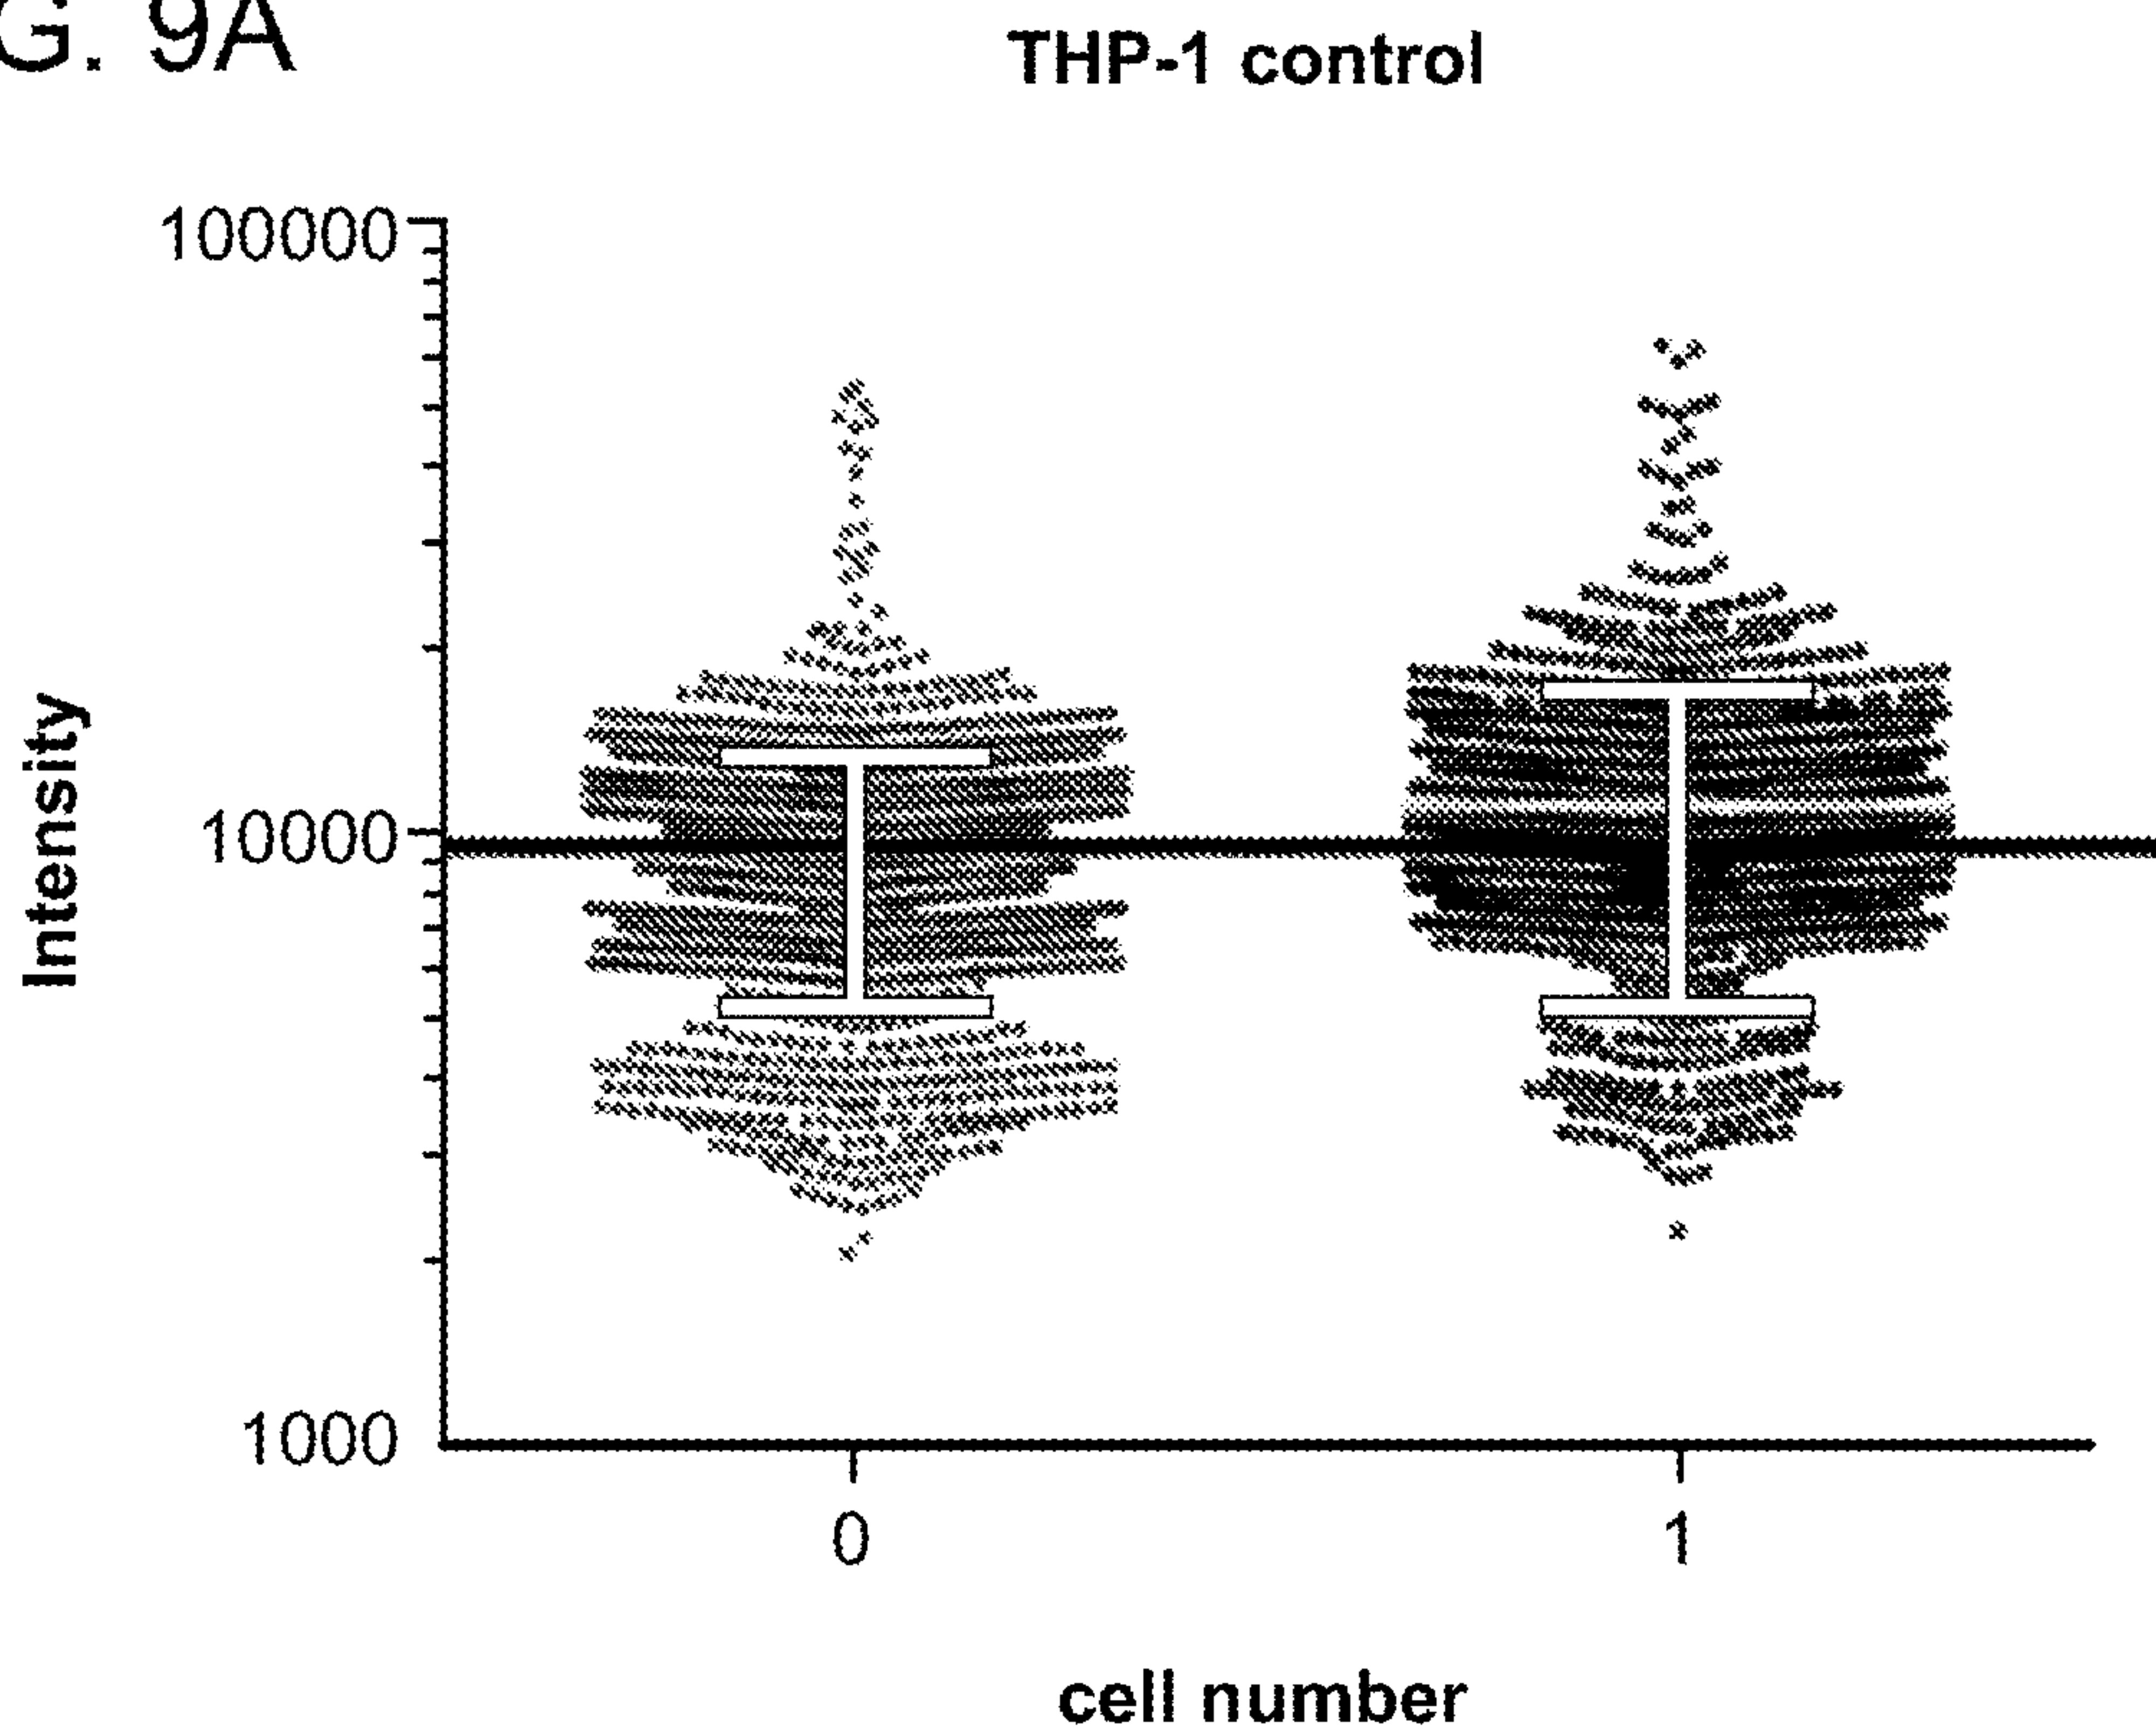 G. 9A
THP-1 control
100000
10000
1000
Intensity
0
1
cell number